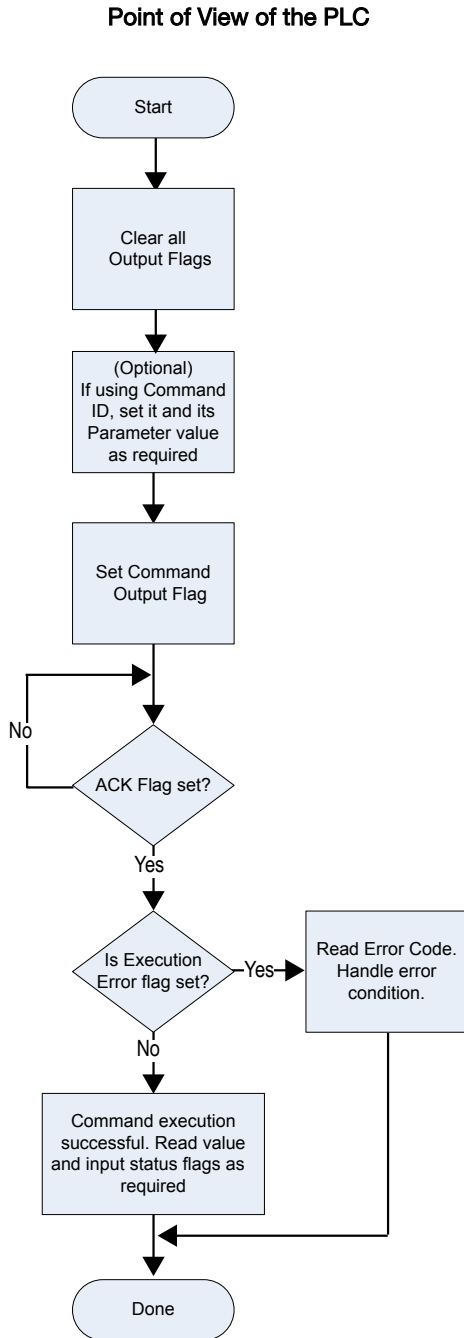 Point of View of the PLC
Start
Clear all
Output Flags
(Optional)
If using Command
ID, set it and its
Parameter value
as required
Set Command
Output Flag
No
ACK Flag set?
Yes
Is Execution
Error flag set?
Yes
Read Error Code.
Handle error
condition.
No
Command execution
successful. Read value
and input status flags as
required
Done